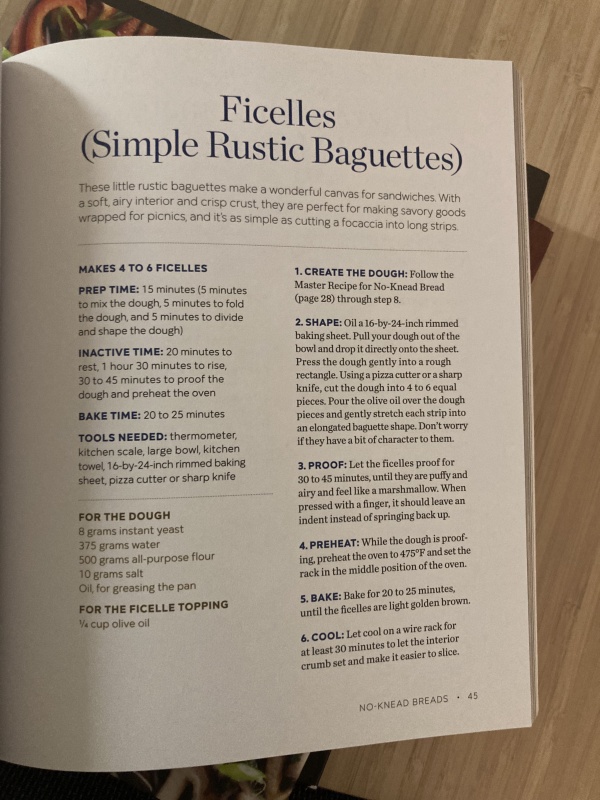 Ficelles
(Simple Rustic Baguettes)
These little rustic baguettes make a wonderful canvas for sandwiches. With
a soft, airy interior and crisp crust, they are perfect for making savory goods
wrapped for picnics, and it's as simple as cutting a focaccia into long strips.
MAKES 4 TO 6 FICELLES
PREP TIME: 15 minutes (5 minutes
to mix the dough, 5 minutes to fold
the dough, and 5 minutes to divide
and shape the dough)
INACTIVE TIME: 20 minutes to
rest, 1 hour 30 minutes to rise,
30 to 45 minutes to proof the
dough and preheat the oven
BAKE TIME: 20 to 25 minutes
TOOLS NEEDED: thermometer,
kitchen scale, large bowl, kitchen
towel, 16-by-24-inch rimmed baking
sheet, pizza cutter or sharp knife
FOR THE DOUGH
8 grams instant yeast
375 grams water
500 grams all-purpose flour
10 grams salt
Oil, for greasing the pan
FOR THE FICELLE TOPPING
¼ cup olive oil
1. CREATE THE DOUGH: Follow the
Master Recipe for No-Knead Bread
(page 28) through step 8.
2. SHAPE: Oil a 16-by-24-inch rimmed
baking sheet. Pull your dough out of the
bowl and drop it directly onto the sheet.
Press the dough gently into a rough
rectangle. Using a pizza cutter or a sharp
knife, cut the dough into 4 to 6 equal
pieces. Pour the olive oil over the dough
pieces and gently stretch each strip into
an elongated baguette shape. Don't worry
if they have a bit of character to them.
3. PROOF: Let the ficelles proof for
30 to 45 minutes, until they are puffy and
airy and feel like a marshmallow. When
pressed with a finger, it should leave an
indent instead of springing back up.
4. PREHEAT: While the dough is proof-
ing, preheat the oven to 475°F and set the
rack in the middle position of the oven.
5. BAKE: Bake for 20 to 25 minutes,
until the ficelles are light golden brown.
6. COOL: Let cool on a wire rack for
at least 30 minutes to let the interior
crumb set and make it easier to slice.
NO-KNEAD BREADS • 45